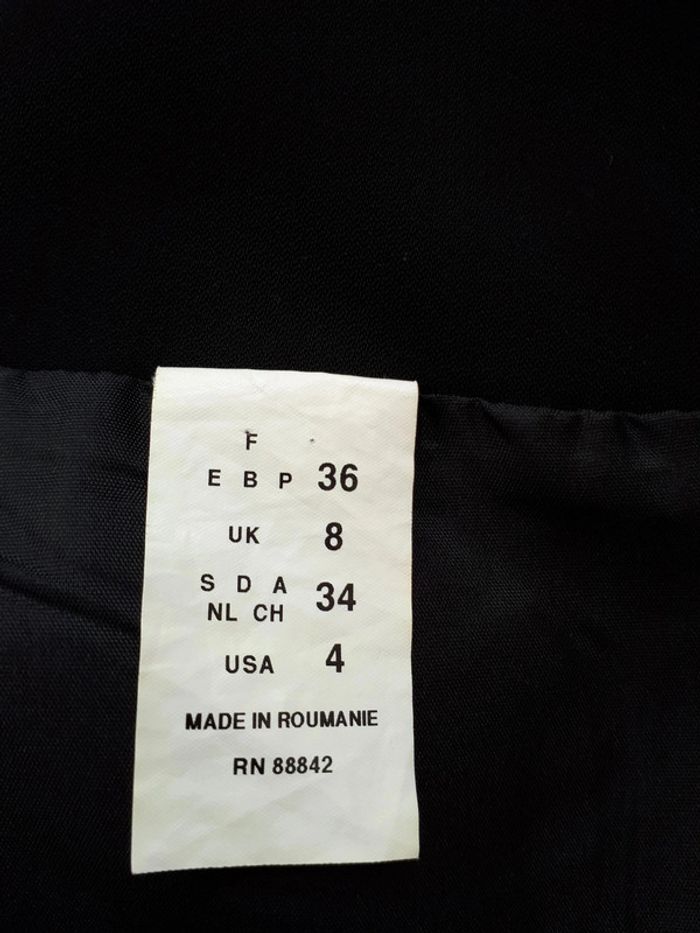 F
E B P 36
UK 8
S D A 34
NL CH
USA 4
MADE IN ROUMANIE
RN 88842